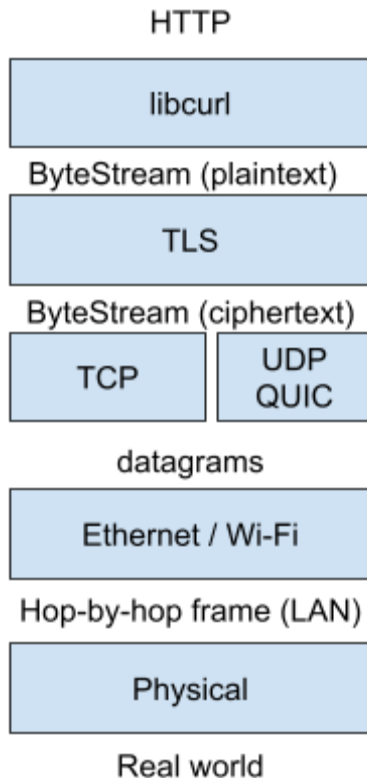 HTTP
libcurl
ByteStream (plaintext)
TLS
ByteStream (ciphertext)
TCP
UDP
QUIC
datagrams
Ethernet / Wi-Fi
Hop-by-hop frame (LAN)
Physical
Real world